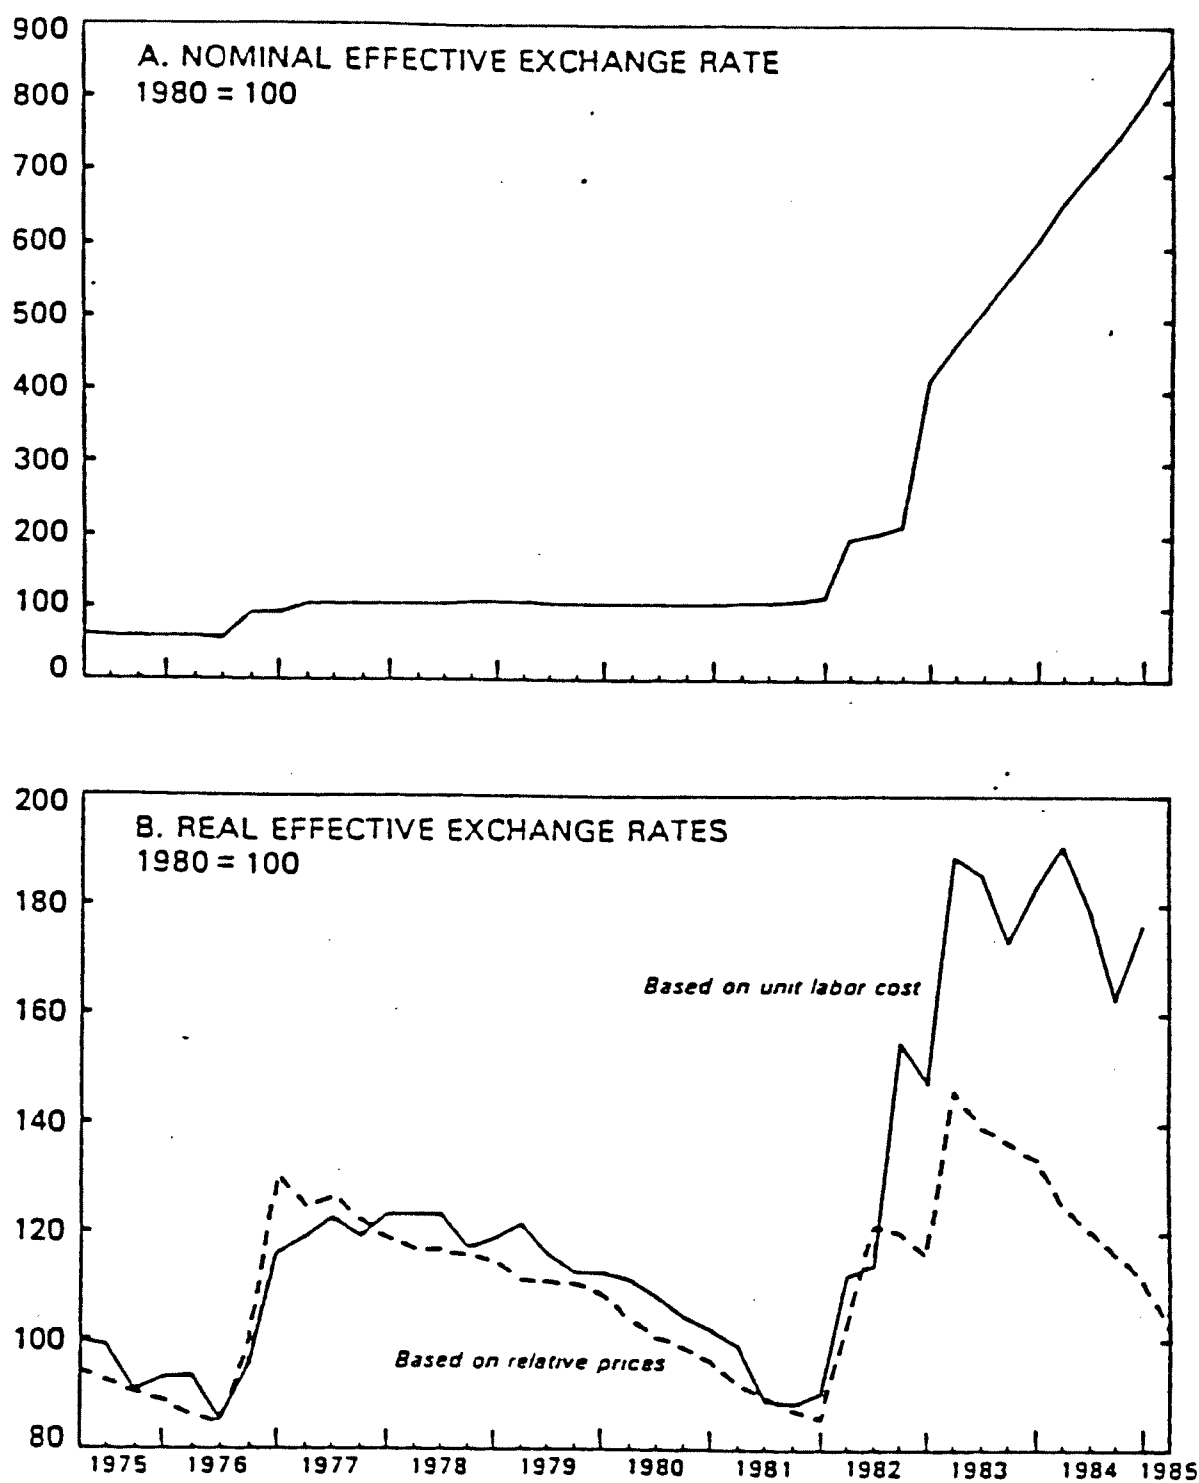 A. NOMINAL EFFECTIVE EXCHANGE RATE
1980 = 100
900
800
700
600
500
400
300
200
100
0
B. REAL EFFECTIVE EXCHANGE RATES
1980 = 100
200
180
160
140
120
100
80
Based on unit labor cost
Based on relative prices
1975 1976 1977 1978 1979 1980 1981 1982 1983 1984 1985